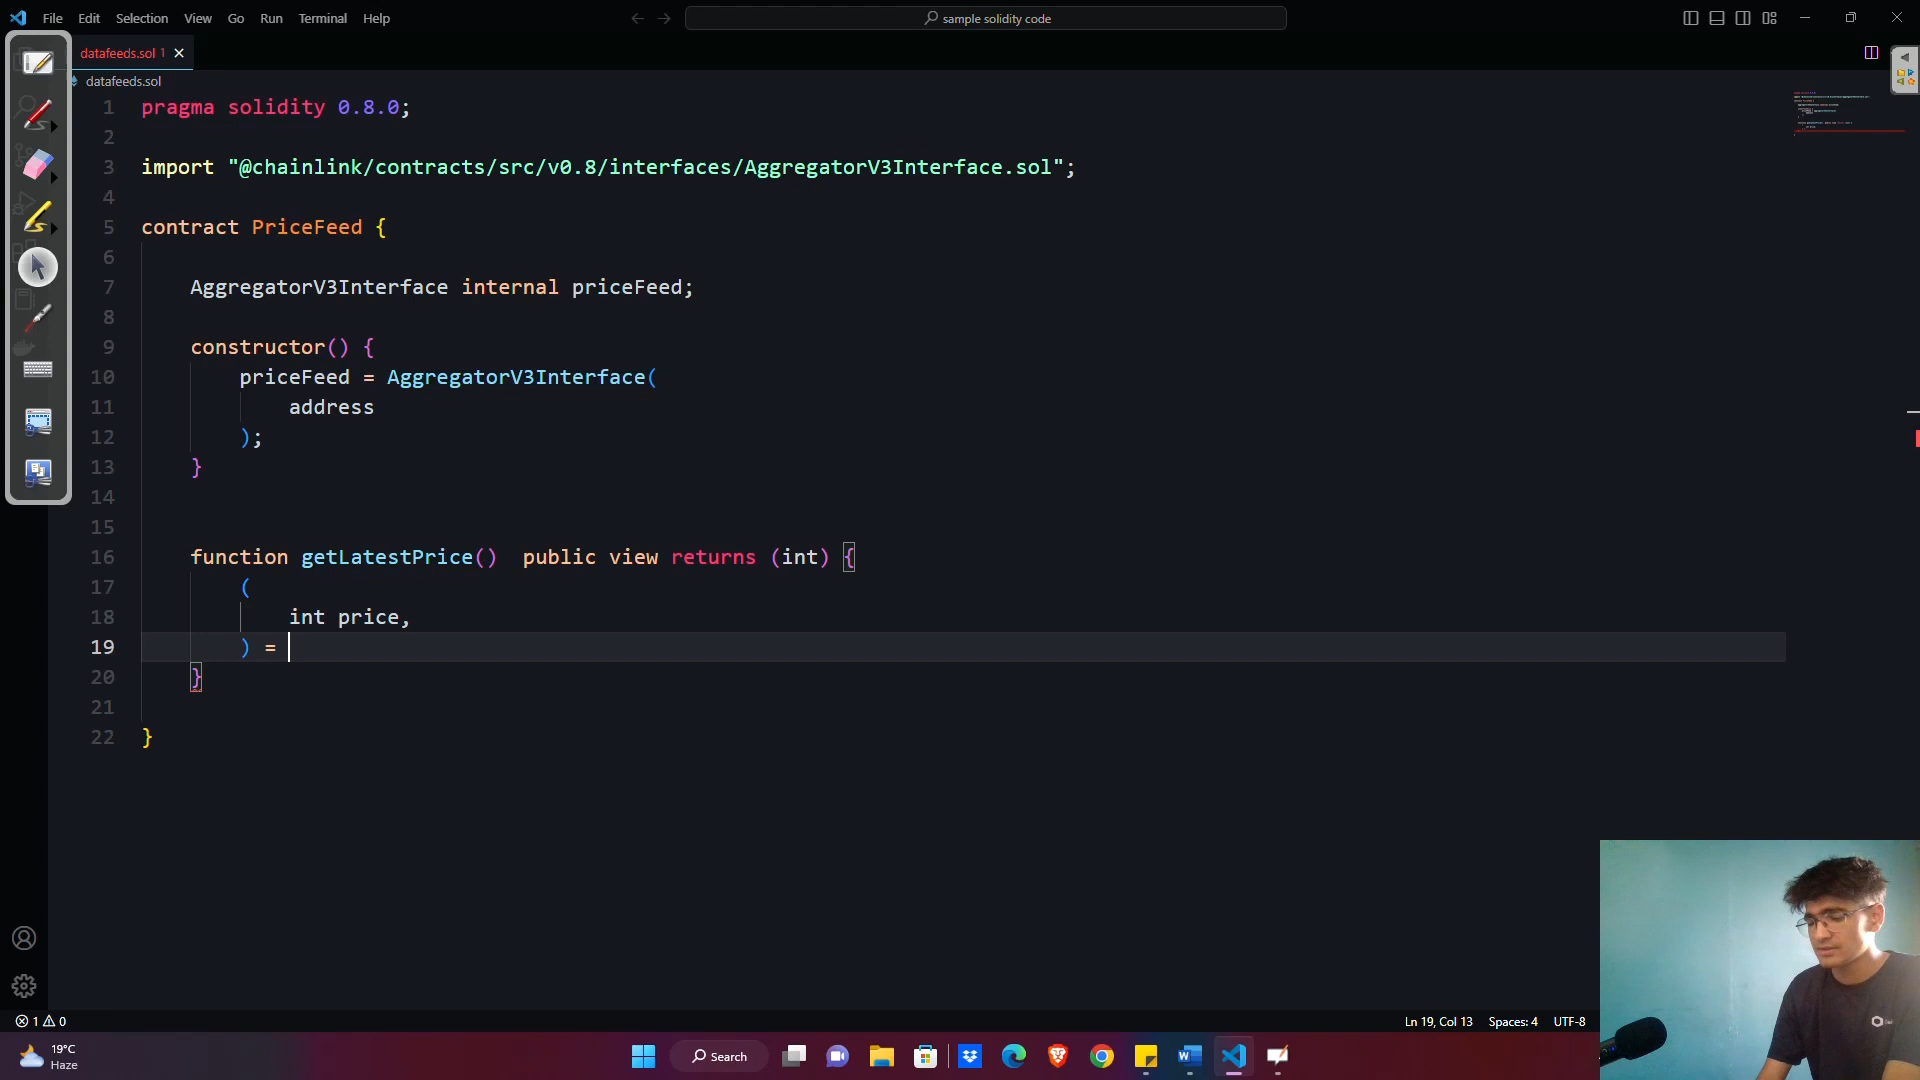 File Edit Selection View Go Run Terminal Help
sample solidity code
datafeeds.sol 1
datafeeds.sol
1 pragma solidity 0.8.0;
2
3 import "@chainlink/contracts/src/v0.8/interfaces/AggregatorV3Interface.sol";
4
5 contract PriceFeed {
6
7 AggregatorV3Interface internal priceFeed;
8
9 constructor() {
10 priceFeed = AggregatorV3Interface(
11 address
12 );
13 }
14
15
16 function getLatestPrice()  public view returns (int) {
17 (
18 int price,
19 ) =
20 }
21
22 }
1 0
Ln 19, Col 13 Spaces: 4 UTF-8
19°C
Haze
Search